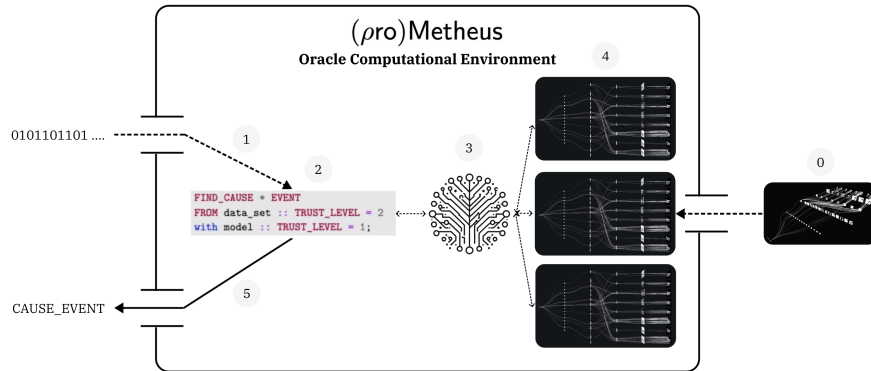 (ρro)Metheus
Oracle Computational Environment
4
0101101101 ....
1
2
3
0
FIND_CAUSE * EVENT
FROM data_set :: TRUST_LEVEL = 2
with model :: TRUST_LEVEL = 1;
5
CAUSE_EVENT